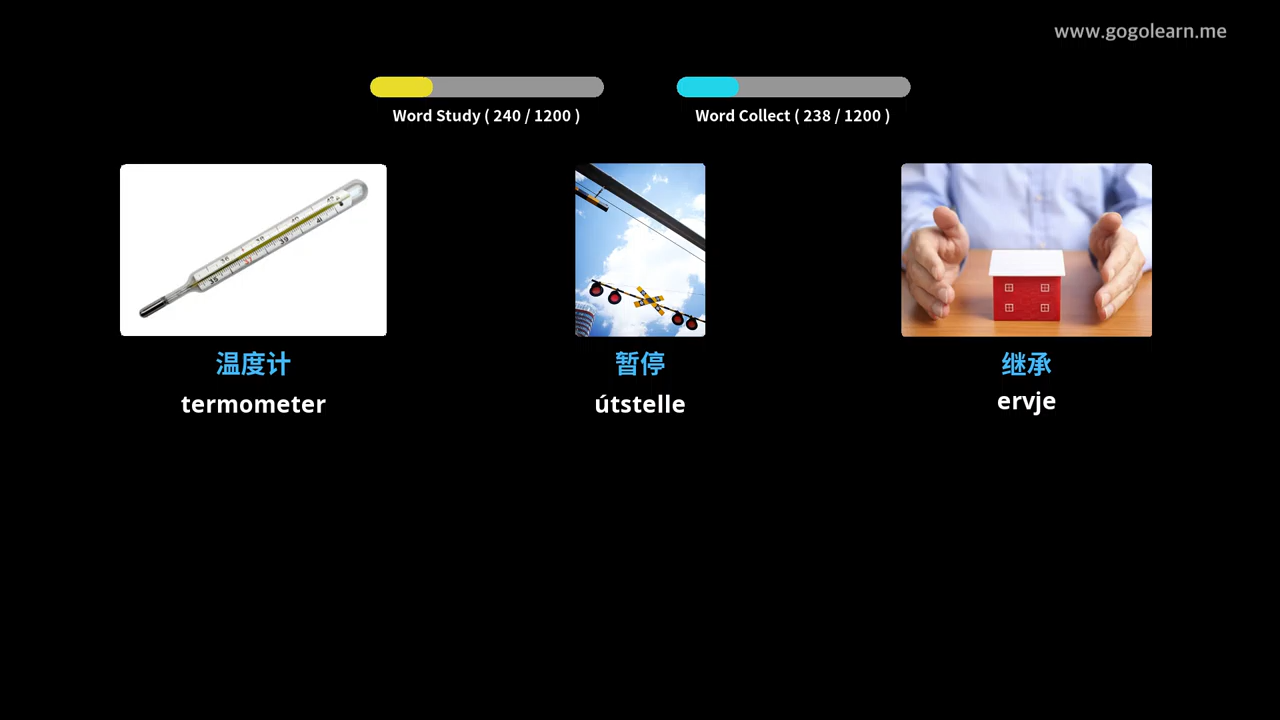 www.gogolearn.me
Word Study ( 240 / 1200 )
Word Collect ( 238 / 1200 )
温度计
暂停
继承
termometer
útstelle
ervje